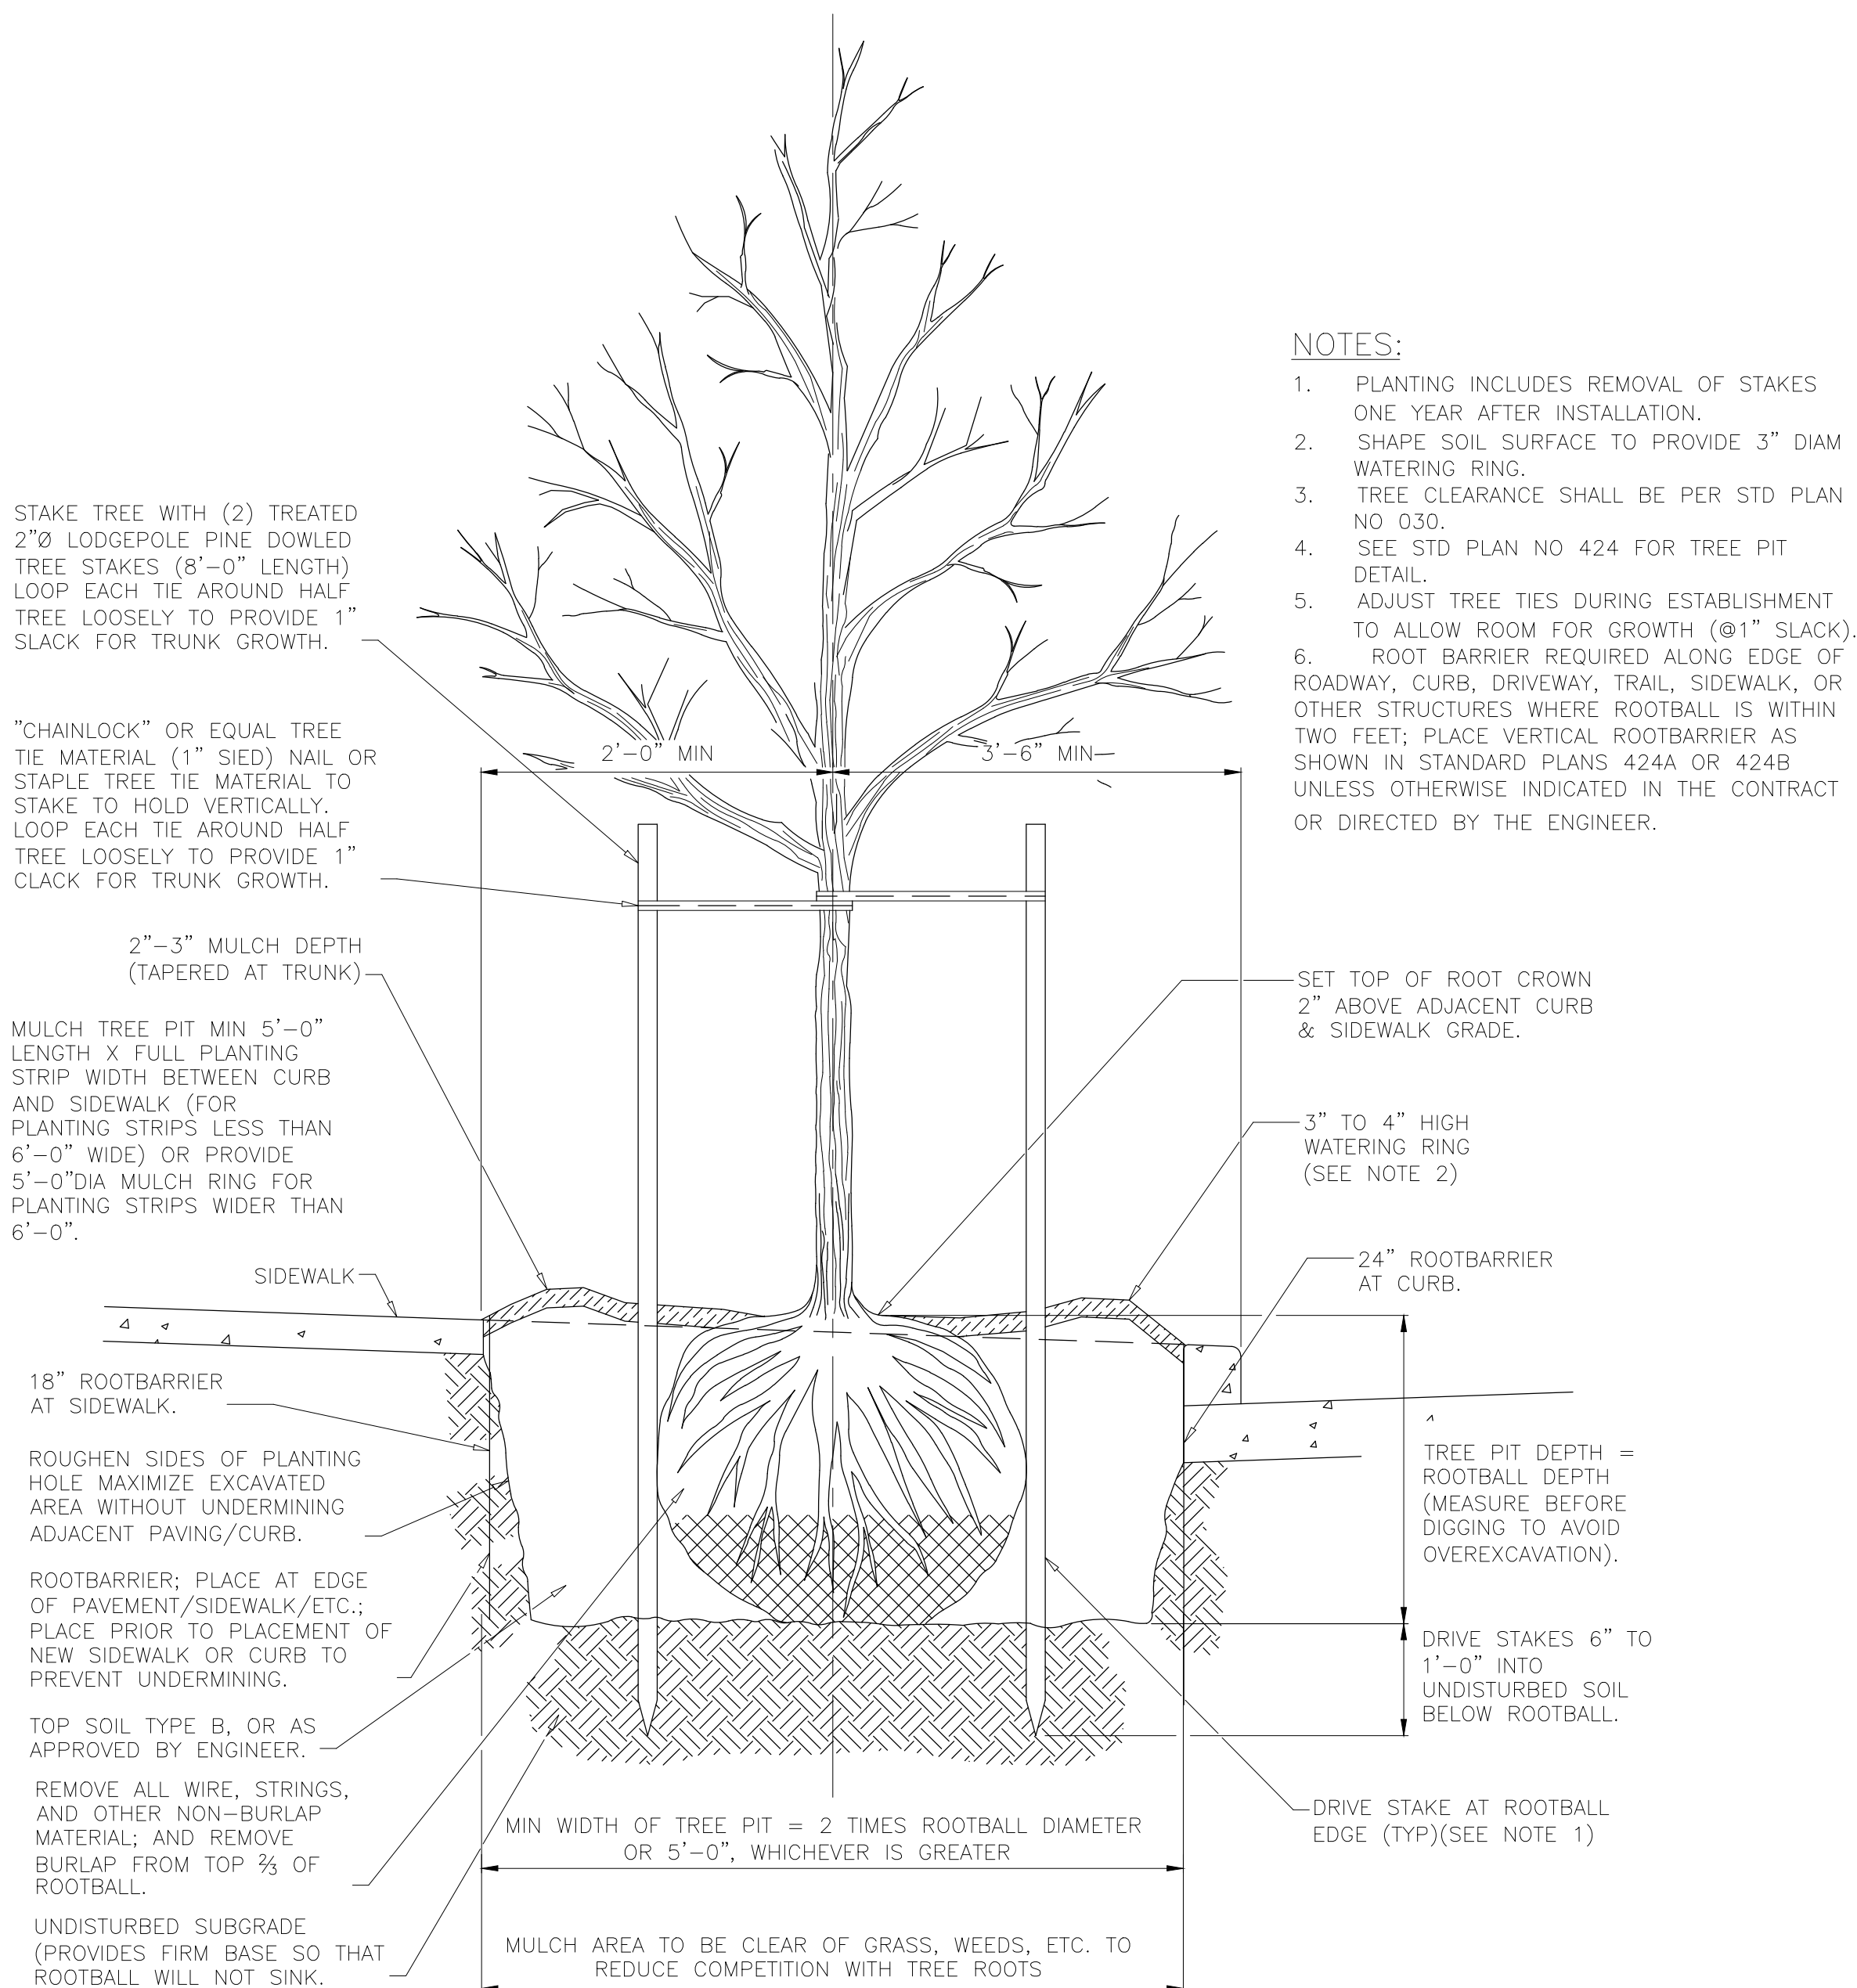 STAKE TREE WITH (2) TREATED
2"Ø LODGEPOLE PINE DOWLED
TREE STAKES (8'-0" LENGTH)
LOOP EACH TIE AROUND HALF
TREE LOOSELY TO PROVIDE 1"
SLACK FOR TRUNK GROWTH.
"CHAINLOCK" OR EQUAL TREE
TIE MATERIAL (1" SIED) NAIL OR
STAPLE TREE TIE MATERIAL TO
STAKE TO HOLD VERTICALLY.
LOOP EACH TIE AROUND HALF
TREE LOOSELY TO PROVIDE 1"
CLACK FOR TRUNK GROWTH.
2"-3" MULCH DEPTH
(TAPERED AT TRUNK)
MULCH TREE PIT MIN 5'-0"
LENGTH X FULL PLANTING
STRIP WIDTH BETWEEN CURB
AND SIDEWALK (FOR
PLANTING STRIPS LESS THAN
6'-0" WIDE) OR PROVIDE
5'-0"DIA MULCH RING FOR
PLANTING STRIPS WIDER THAN
6'-0".
SIDEWALK
18" ROOTBARRIER
AT SIDEWALK.
ROUGHEN SIDES OF PLANTING
HOLE MAXIMIZE EXCAVATED
AREA WITHOUT UNDERMINING
ADJACENT PAVING/CURB.
ROOTBARRIER; PLACE AT EDGE
OF PAVEMENT/SIDEWALK/ETC.;
PLACE PRIOR TO PLACEMENT OF
NEW SIDEWALK OR CURB TO
PREVENT UNDERMINING.
TOP SOIL TYPE B, OR AS
APPROVED BY ENGINEER.
REMOVE ALL WIRE, STRINGS,
AND OTHER NON-BURLAP
MATERIAL; AND REMOVE
BURLAP FROM TOP ⅔ OF
ROOTBALL.
UNDISTURBED SUBGRADE
(PROVIDES FIRM BASE SO THAT
ROOTBALL WILL NOT SINK.
2'-0" MIN
3'-6" MIN
MIN WIDTH OF TREE PIT = 2 TIMES ROOTBALL DIAMETER
OR 5'-0", WHICHEVER IS GREATER
MULCH AREA TO BE CLEAR OF GRASS, WEEDS, ETC. TO
REDUCE COMPETITION WITH TREE ROOTS
NOTES:
1. PLANTING INCLUDES REMOVAL OF STAKES
ONE YEAR AFTER INSTALLATION.
2. SHAPE SOIL SURFACE TO PROVIDE 3" DIAM
WATERING RING.
3. TREE CLEARANCE SHALL BE PER STD PLAN
NO 030.
4. SEE STD PLAN NO 424 FOR TREE PIT
DETAIL.
5. ADJUST TREE TIES DURING ESTABLISHMENT
TO ALLOW ROOM FOR GROWTH (@1" SLACK).
6. ROOT BARRIER REQUIRED ALONG EDGE OF
ROADWAY, CURB, DRIVEWAY, TRAIL, SIDEWALK, OR
OTHER STRUCTURES WHERE ROOTBALL IS WITHIN
TWO FEET; PLACE VERTICAL ROOTBARRIER AS
SHOWN IN STANDARD PLANS 424A OR 424B
UNLESS OTHERWISE INDICATED IN THE CONTRACT
OR DIRECTED BY THE ENGINEER.
SET TOP OF ROOT CROWN
2" ABOVE ADJACENT CURB
& SIDEWALK GRADE.
3" TO 4" HIGH
WATERING RING
(SEE NOTE 2)
24" ROOTBARRIER
AT CURB.
TREE PIT DEPTH =
ROOTBALL DEPTH
(MEASURE BEFORE
DIGGING TO AVOID
OVEREXCAVATION).
DRIVE STAKES 6" TO
1'-0" INTO
UNDISTURBED SOIL
BELOW ROOTBALL.
DRIVE STAKE AT ROOTBALL
EDGE (TYP)(SEE NOTE 1)